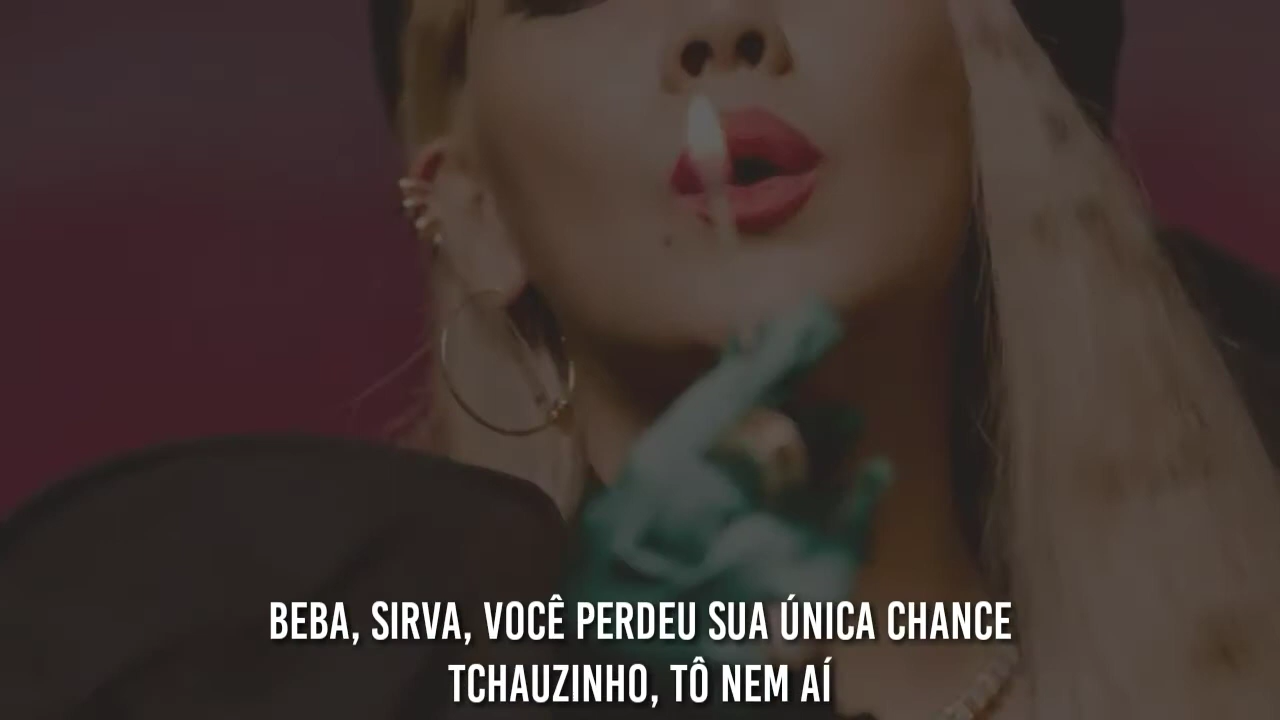 BEBA, SIRVA, VOCÊ PERDEU SUA ÚNICA CHANCE
TCHAUZINHO, TÔ NEM AÍ